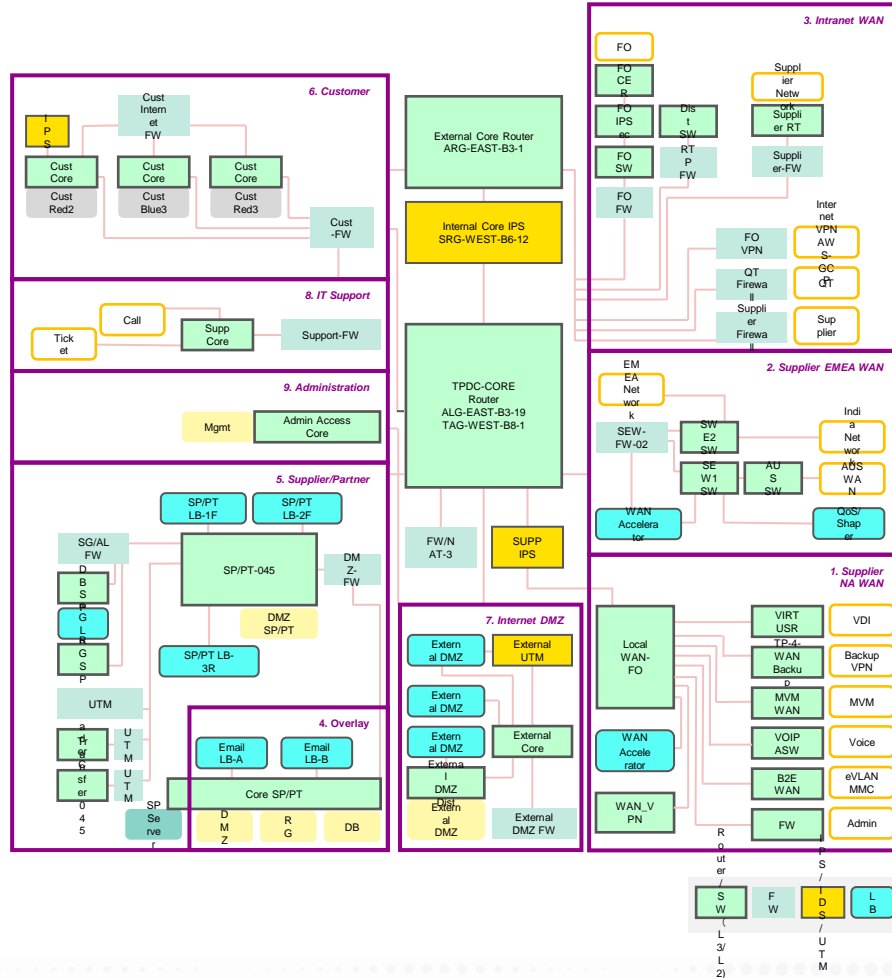 3. Intranet WAN
FO
FO
CE
R
FO
IPS
ec
FO
SW
FO
FW
Dis
t
SW
RT
P
FW
Suppl
ier
Netw
ork
Suppli
er RT
Suppli
er-FW
FO
VPN
QT
Firewa
ll
Suppli
er
Firewa
ll
Inter
net
VPN
AW
S-
GC
P
QT
Sup
plier
6. Customer
I
P
S
Cust
Intern
et
FW
Cust
Core
Cust
Core
Cust
Core
Cust
Red2
Cust
Blue3
Cust
Red3
Cust
-FW
External Core Router
ARG-EAST-B3-1
Internal Core IPS
SRG-WEST-B6-12
TPDC-CORE
Router
ALG-EAST-B3-19
TAG-WEST-B8-1
FW/N
AT-3
SUPP
IPS
8. IT Support
Call
Tick
et
Supp
Core
Support-FW
9. Administration
Mgmt
Admin Access
Core
2. Supplier EMEA WAN
EM
EA
Net
wor
k
SEW-
FW-02
SW
E2
SW
Indi
a
Net
wor
k
SE
W1
SW
AU
S
SW
AUS
WA
N
WAN
Accelera
tor
QoS/
Shap
er
5. Supplier/Partner
SP/PT
LB-1F
SP/PT
LB-2F
SG/AL
FW
D
B
S
P
G
L
R
G
S
P
SP/PT-045
DM
Z-
FW
DMZ
SP/PT
SP/PT LB-
3R
UTM
U
T
M
U
T
M
sfer
0
4
5
SP
Se
rve
r
4. Overlay
Email
LB-A
Email
LB-B
Core SP/PT
D
M
Z
R
G
DB
7. Internet DMZ
Extern
al DMZ
External
UTM
Extern
al DMZ
Extern
al DMZ
External
Core
Externa
l
DMZ
Dist
Extern
al DMZ
External
DMZ FW
1. Supplier
NA WAN
Local
WAN-
FO
VIRT
USR
VDI
TP-4-
WAN
Backu
p
Backup
VPN
MVM
WAN
MVM
WAN
Accele
rator
VOIP
ASW
Voice
B2E
WAN
eVLAN
MMC
WAN_V
PN
FW
Admin
R
o
ut
er
/
S
W
(
L
3/
L
2)
F
W
I
P
S
/
I
D
S
/
U
T
M
L
B